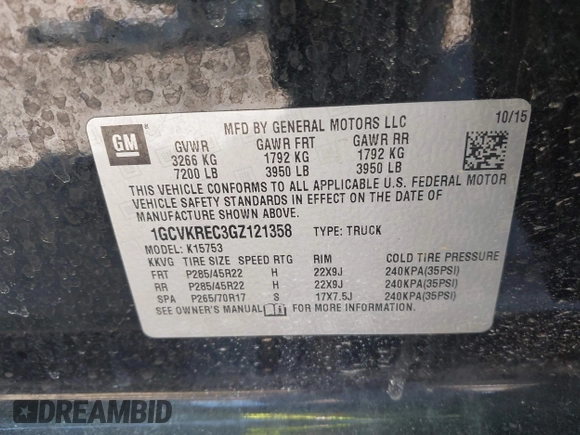 10/15
GM
®
MFD BY GENERAL MOTORS LLC
GVWR GAWR FRT GAWR RR
3266 KG 1792 KG 1792 KG
7200 LB 3950 LB 3950 LB
THIS VEHICLE CONFORMS TO ALL APPLICABLE U.S. FEDERAL MOTOR
VEHICLE SAFETY STANDARDS IN EFFECT ON THE DATE OF
MANUFACTURE SHOWN ABOVE.
1GCVKREC3GZ121358 TYPE: TRUCK
MODEL: K15753
KKVG TIRE SIZE SPEED RTG RIM COLD TIRE PRESSURE
FRT P285/45R22 H 22X9J 240KPA(35PSI)
RR P285/45R22 H 22X9J 240KPA(35PSI)
SPA P265/70R17 S 17X7.5J 240KPA(35PSI)
SEE OWNER'S MANUAL FOR MORE INFORMATION.
DREAMBID